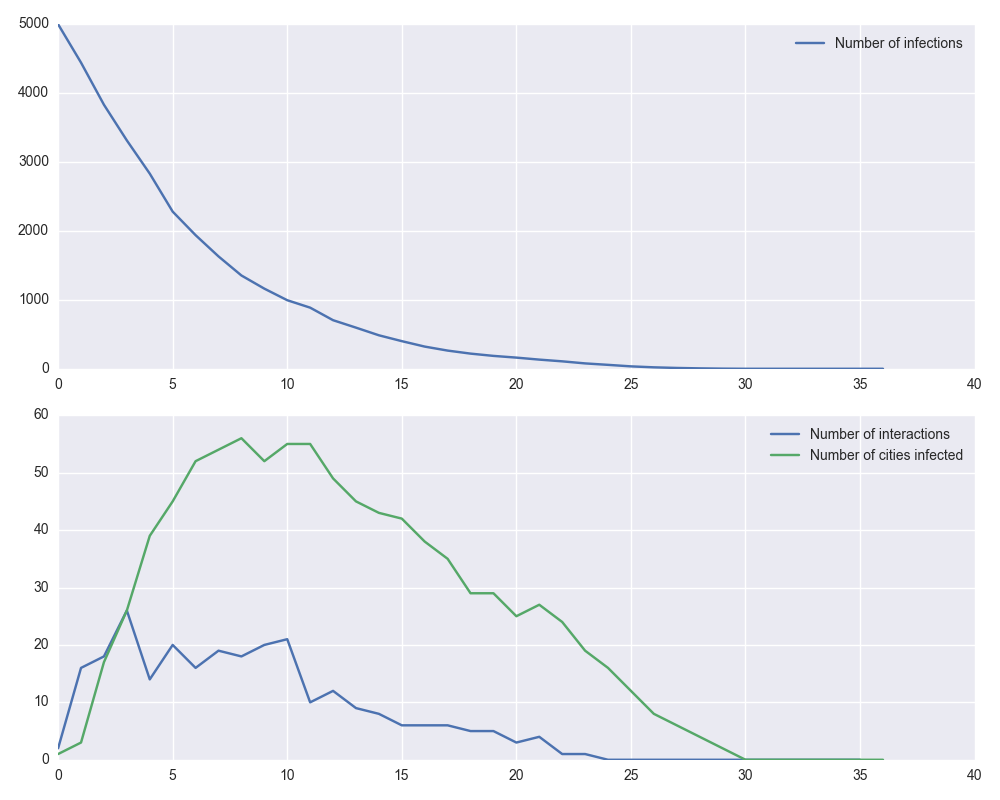 5000
Number of infections
4000
3000
2000
1000
0
0 5 10 15 20 25 30 35 40
60
Number of interactions
Number of cities infected
50
40
30
20
10
0
0 5 10 15 20 25 30 35 40